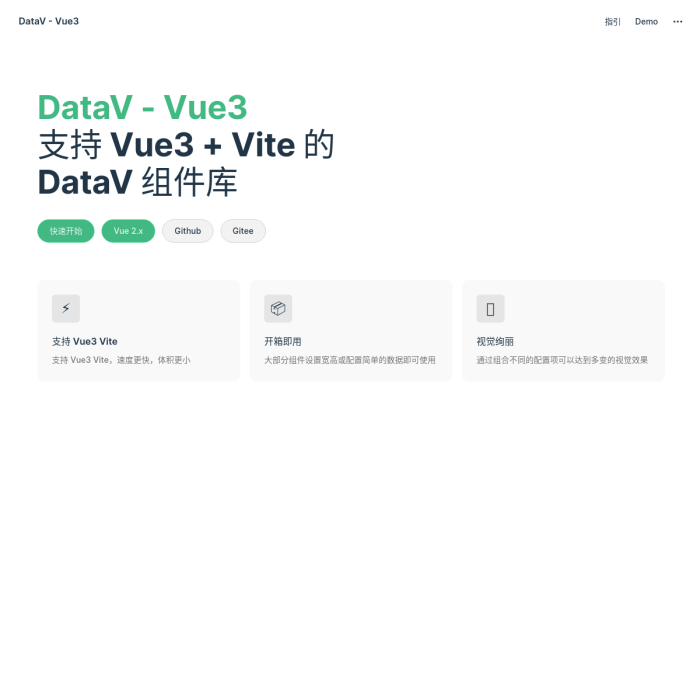 DataV - Vue3
指引 Demo
DataV - Vue3
支持 Vue3 + Vite 的
DataV 组件库
快速开始 Vue 2.x Github Gitee
支持 Vue3 Vite
支持 Vue3 Vite，速度更快，体积更小
开箱即用
大部分组件设置宽高或配置简单的数据即可使用
视觉绚丽
通过组合不同的配置项可以达到多变的视觉效果